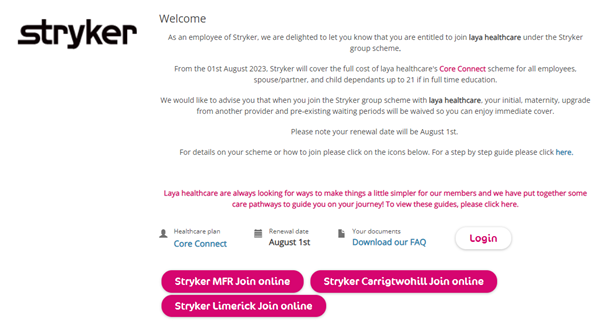 stryker
Welcome
As an employee of Stryker, we are delighted to let you know that you are entitled to join laya healthcare under the Stryker
group scheme,
From the 01st August 2023, Stryker will cover the full cost of laya healthcare's Core Connect scheme for all employees,
spouse/partner, and child dependants up to 21 if in full time education.
We would like to advise you that when you join the Stryker group scheme with laya healthcare, your initial, maternity, upgrade
from another provider and pre-existing waiting periods will be waived so you can enjoy immediate cover.
Please note your renewal date will be August 1st.
For details on your scheme or how to join please click on the icons below. For a step by step guide please click here.
Laya healthcare are always looking for ways to make things a little simpler for our members and we have put together some
care pathways to guide you on your journey! To view these guides, please click here.
Healthcare plan
Core Connect
Renewal date
August 1st
Your documents
Download our FAQ
Login
Stryker MFR Join online
Stryker Carrigtwohill Join online
Stryker Limerick Join online